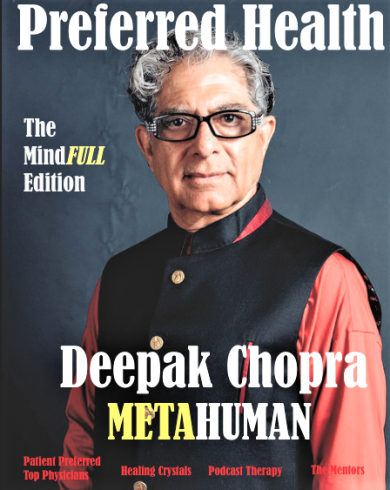 Preferred Health
The
MindFULL
Edition
Deepak Chopra
METAHUMAN
Patient Preferred
Top Physicians
Healing Crystals
Podcast Therapy
The Mentors